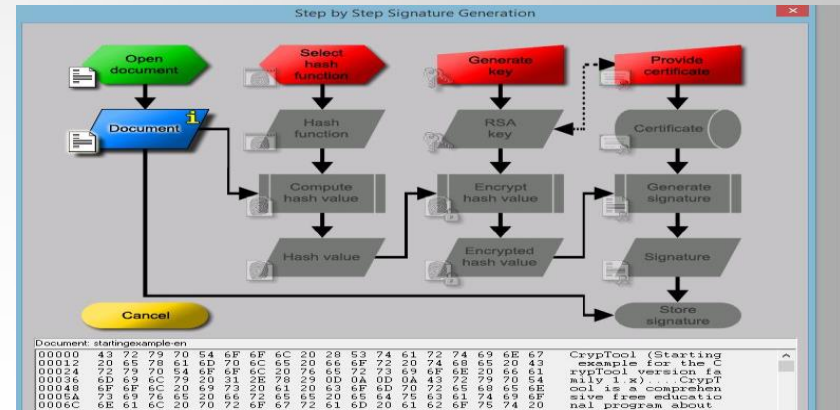 Step by Step Signature Generation
Open
document
Select
hash
function
Generate
key
Provide
certificate
Document
Hash
function
RSA
key
Certificate
Compute
hash value
Encrypt
hash value
Generate
signature
Hash value
Encrypted
hash value
Signature
Cancel
Store
signature
Document: startingexample-en
00000 43 72 79 70 54 6F 6F 6C 20 28 53 74 61 72 74 69 6E 67 CrypTool (Starting
00012 20 65 78 61 6D 70 6C 65 20 66 6F 72 20 74 68 65 20 43 example for the C
00024 72 79 70 54 6F 6F 6C 20 76 65 72 73 69 6F 6E 20 66 61 rypTool version fa
00036 6D 69 6C 79 20 31 2E 78 29 0D 0A 0D 0A 43 72 79 70 54 mily 1.x)....CrypT
00048 6F 6F 6C 20 69 73 20 61 20 63 6F 6D 70 72 65 68 65 6E ool is a comprehen
0005A 73 69 76 65 20 66 72 65 65 20 65 64 75 63 61 74 69 6F sive free educatio
0006C 6E 61 6C 20 70 72 6F 67 72 61 6D 20 61 62 6F 75 74 20 nal program about